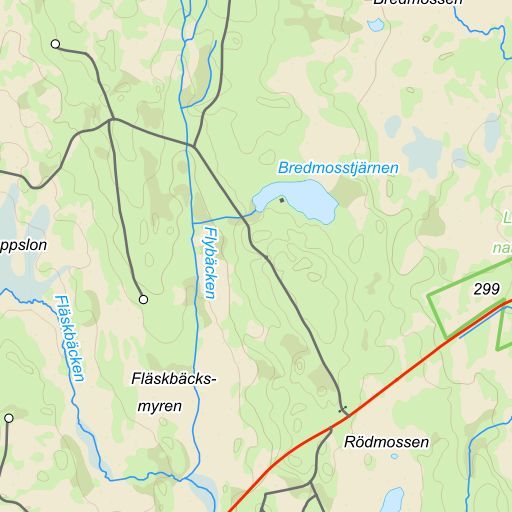 Bredmossen
Bredmosstjärnen
ppslon
Flybäcken
Fläskbäcken
299
Fläskbäcks-
myren
Rödmossen